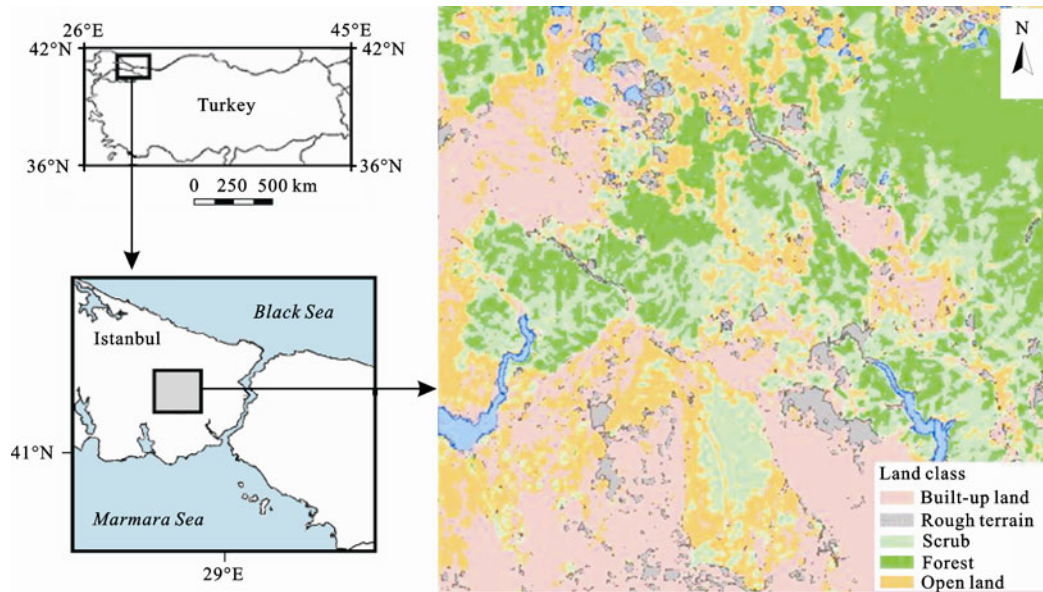 26°E
45°E
42°N
42°N
Turkey
36°N
36°N
0 250 500 km
Black Sea
Istanbul
41°N
Marmara Sea
29°E
N
Land class
Built-up land
Rough terrain
Scrub
Forest
Open land